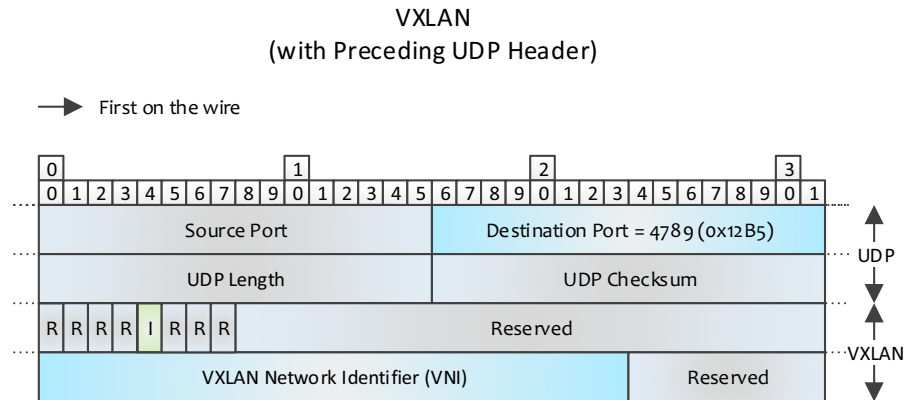 VXLAN
(with Preceding UDP Header)
First on the wire
0 1 2 3
0 1 2 3 4 5 6 7 8 9 0 1 2 3 4 5 6 7 8 9 0 1 2 3 4 5 6 7 8 9 0 1
Source Port Destination Port = 4789 (0x12B5)
UDP
UDP Length UDP Checksum
R R R R I R R R Reserved
VXLAN
VXLAN Network Identifier (VNI) Reserved